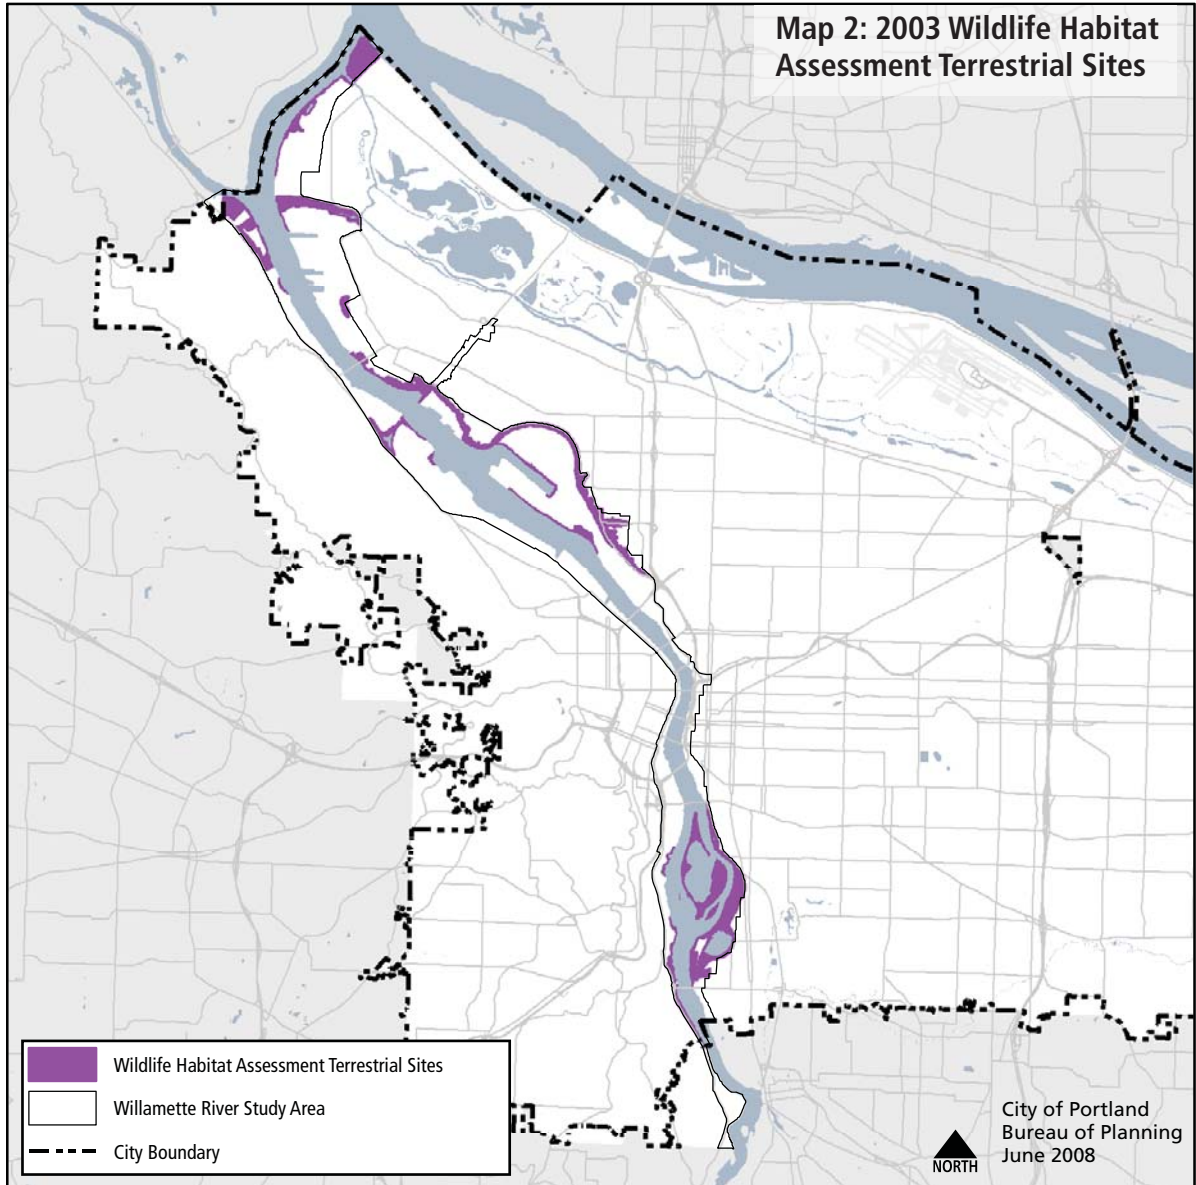 Map 2: 2003 Wildlife Habitat
Assessment Terrestrial Sites
Wildlife Habitat Assessment Terrestrial Sites
Willamette River Study Area
City Boundary
NORTH
City of Portland
Bureau of Planning
June 2008